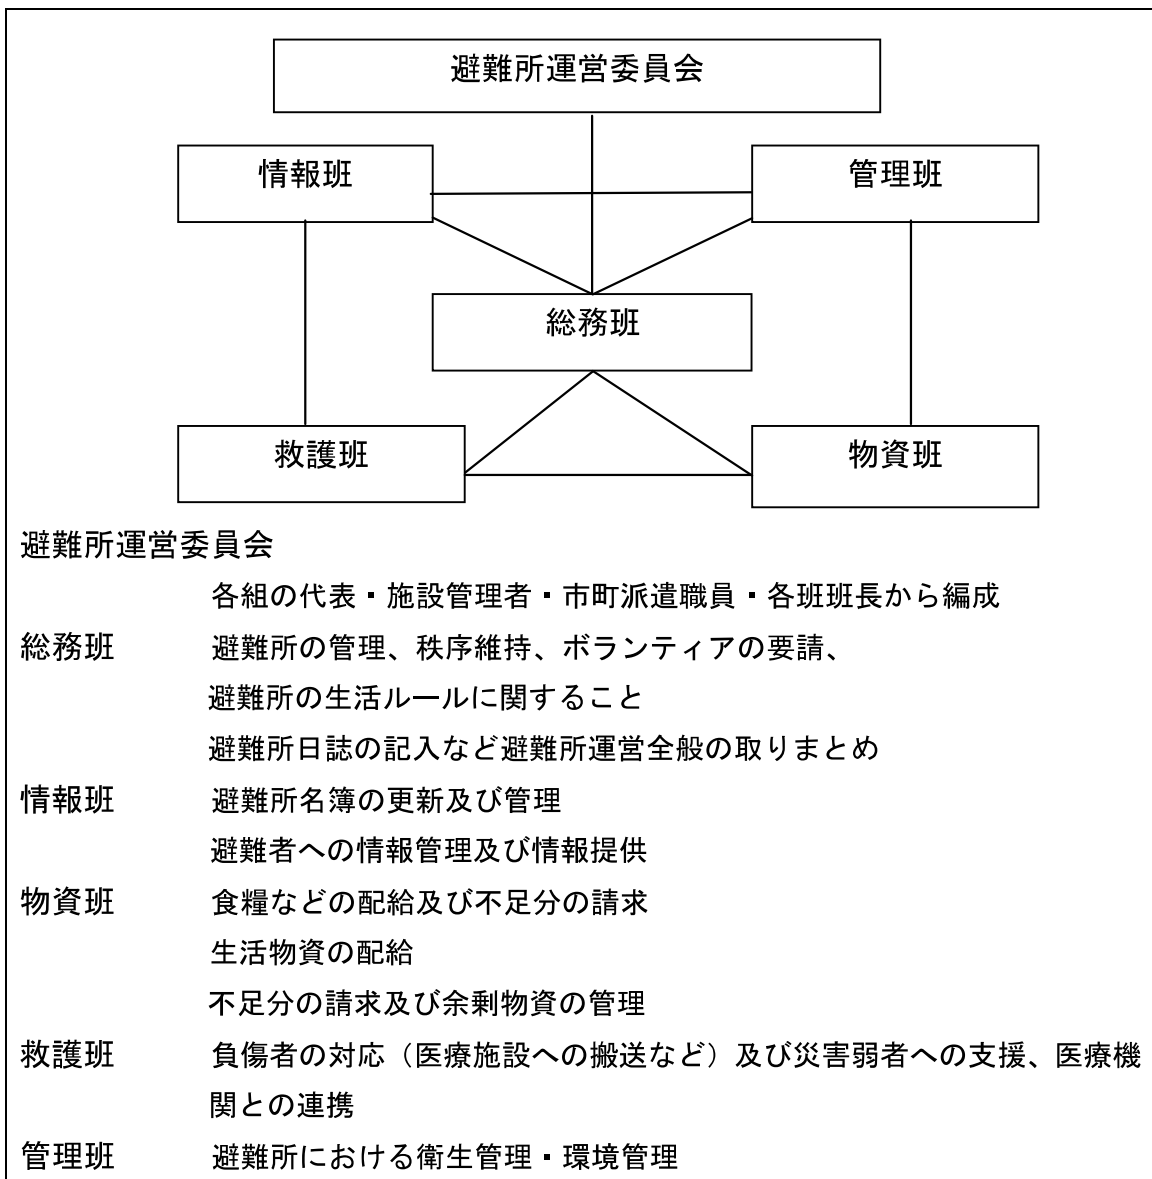 避難所運営委員会
情報班
管理班
総務班
救護班
物資班
避難所運営委員会
各組の代表・施設管理者・市町派遣職員・各班班長から編成
総務班 避難所の管理、秩序維持、ボランティアの要請、
避難所の生活ルールに関すること
避難所日誌の記入など避難所運営全般の取りまとめ
情報班 避難所名簿の更新及び管理
避難者への情報管理及び情報提供
物資班 食糧などの配給及び不足分の請求
生活物資の配給
不足分の請求及び余剰物資の管理
救護班 負傷者の対応（医療施設への搬送など）及び災害弱者への支援、医療機
関との連携
管理班 避難所における衛生管理・環境管理